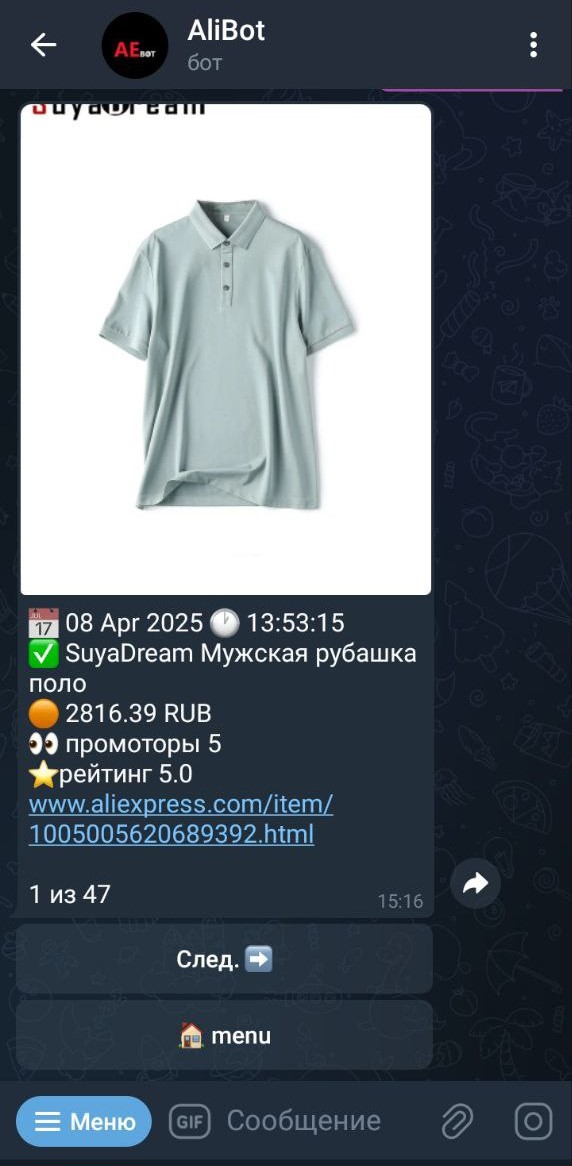 AliBot
бот
AEBOT
SuyaDream
JUL 17 08 Apr 2025 13:53:15
SuyaDream Мужская рубашка
поло
2816.39 RUB
промоторы 5
рейтинг 5.0
www.aliexpress.com/item/
1005005620689392.html
1 из 47
15:16
След.
menu
Меню
GIF Сообщение